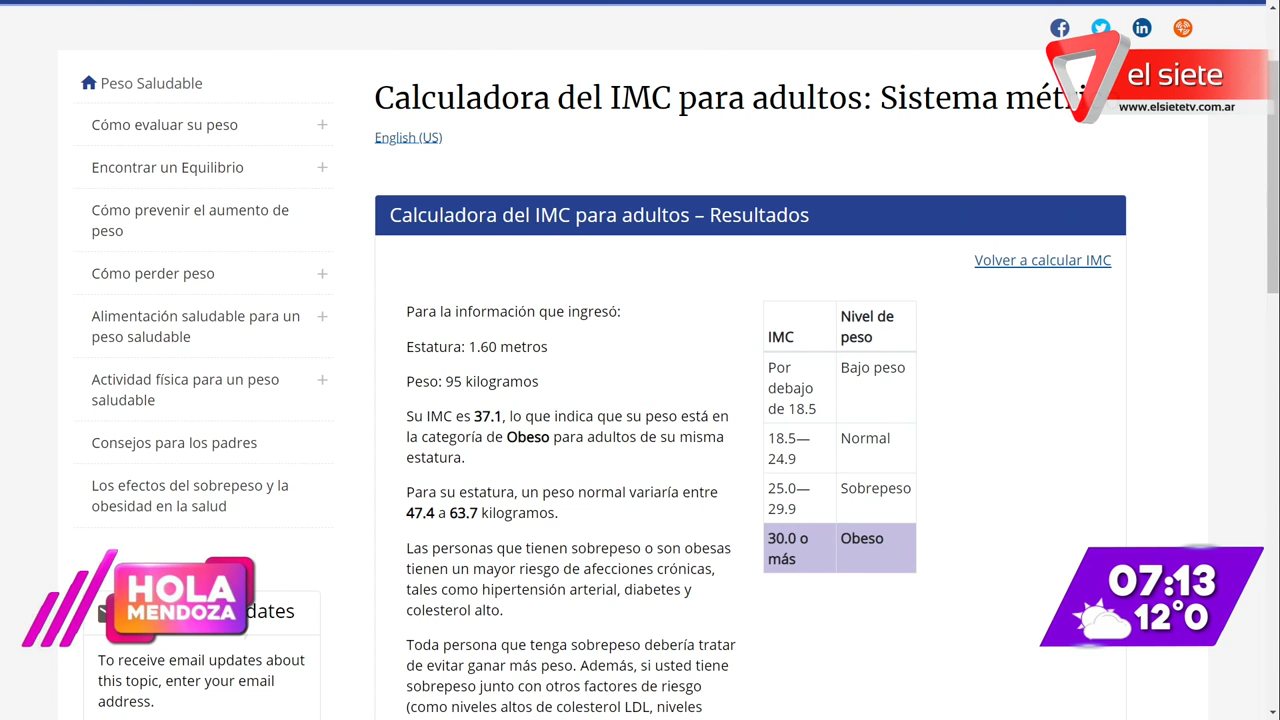 el siete
www.elsietetv.com.ar
Peso Saludable
Cómo evaluar su peso
Encontrar un Equilibrio
Cómo prevenir el aumento de
peso
Cómo perder peso
Alimentación saludable para un
peso saludable
Actividad física para un peso
saludable
Consejos para los padres
Los efectos del sobrepeso y la
obesidad en la salud
HOLA
MENDOZA
To receive email updates about
this topic, enter your email
address.
Calculadora del IMC para adultos: Sistema
English (US)
Calculadora del IMC para adultos – Resultados
Volver a calcular IMC
Para la información que ingresó:
Estatura: 1.60 metros
Peso: 95 kilogramos
Su IMC es 37.1, lo que indica que su peso está en
la categoría de Obeso para adultos de su misma
estatura.
Para su estatura, un peso normal variaría entre
47.4 a 63.7 kilogramos.
Las personas que tienen sobrepeso o son obesas
tienen un mayor riesgo de afecciones crónicas,
tales como hipertensión arterial, diabetes y
colesterol alto.
Toda persona que tenga sobrepeso debería tratar
de evitar ganar más peso. Además, si usted tiene
sobrepeso junto con otros factores de riesgo
(como niveles altos de colesterol LDL, niveles
IMC
Nivel de
peso
Por
debajo
de 18.5
Bajo peso
18.5—
24.9
Normal
25.0—
29.9
Sobrepeso
30.0 o
más
Obeso
07:13
12°0